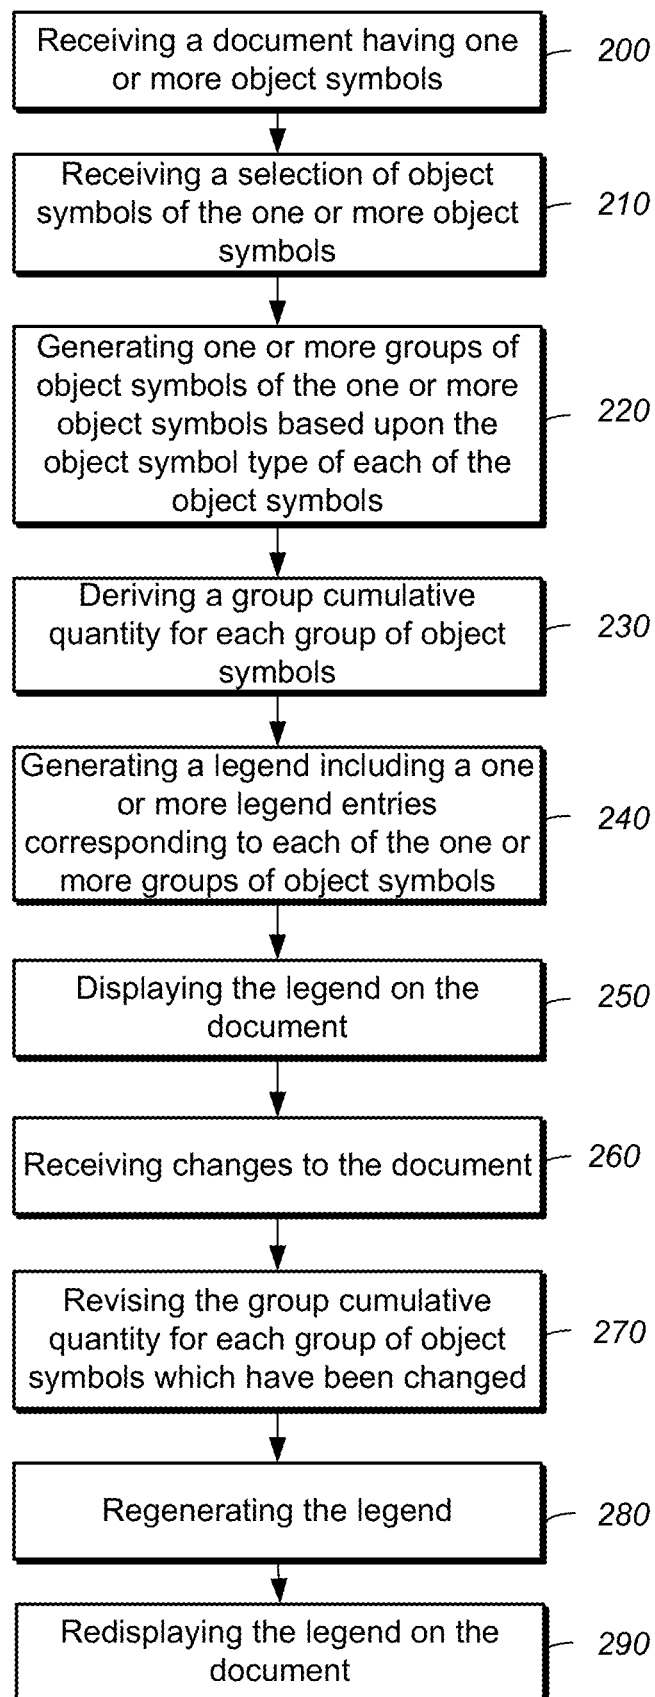 Receiving a document having one
or more object symbols
200
Receiving a selection of object
symbols of the one or more object
symbols
210
Generating one or more groups of
object symbols of the one or more
object symbols based upon the
object symbol type of each of the
object symbols
220
Deriving a group cumulative
quantity for each group of object
symbols
230
Generating a legend including a one
or more legend entries
corresponding to each of the one or
more groups of object symbols
240
Displaying the legend on the
document
250
Receiving changes to the document
260
Revising the group cumulative
quantity for each group of object
symbols which have been changed
270
Regenerating the legend
280
Redisplaying the legend on the
document
290